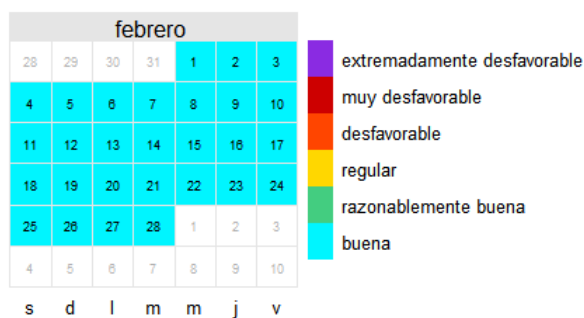 febrero
28 29 30 31 1 2 3
4 5 6 7 8 9 10
11 12 13 14 15 16 17
18 19 20 21 22 23 24
25 26 27 28 1 2 3
4 5 6 7 8 9 10
s d l m m j v
extremadamente desfavorable
muy desfavorable
desfavorable
regular
razonablemente buena
buena